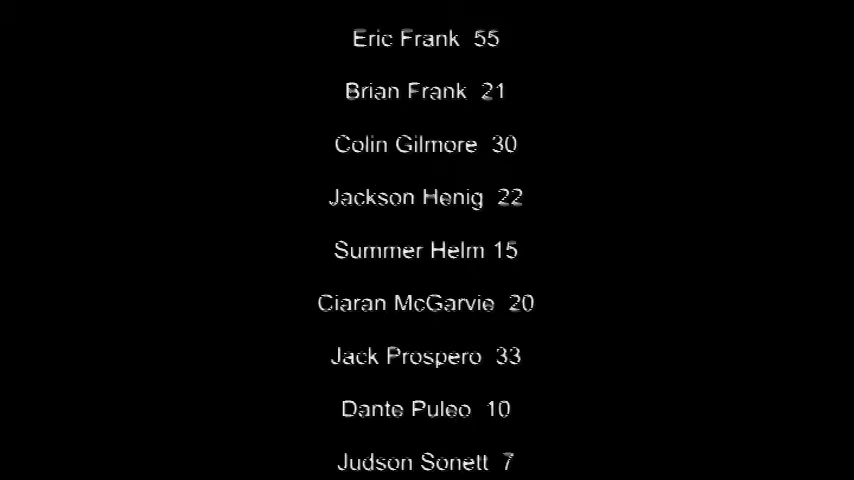 Eric Frank  55
Brian Frank  21
Colin Gilmore  30
Jackson Henig  22
Summer Helm 15
Ciaran McGarvie  20
Jack Prospero  33
Dante Puleo  10
Judson Sonett  7